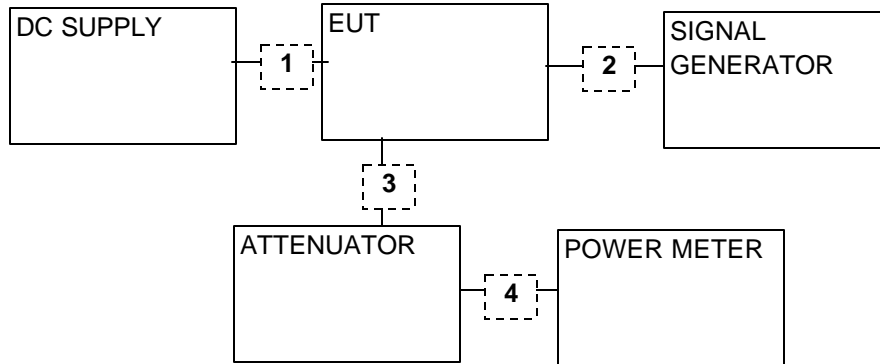 DC SUPPLY
1
EUT
2
SIGNAL
GENERATOR
3
ATTENUATOR
4
POWER METER